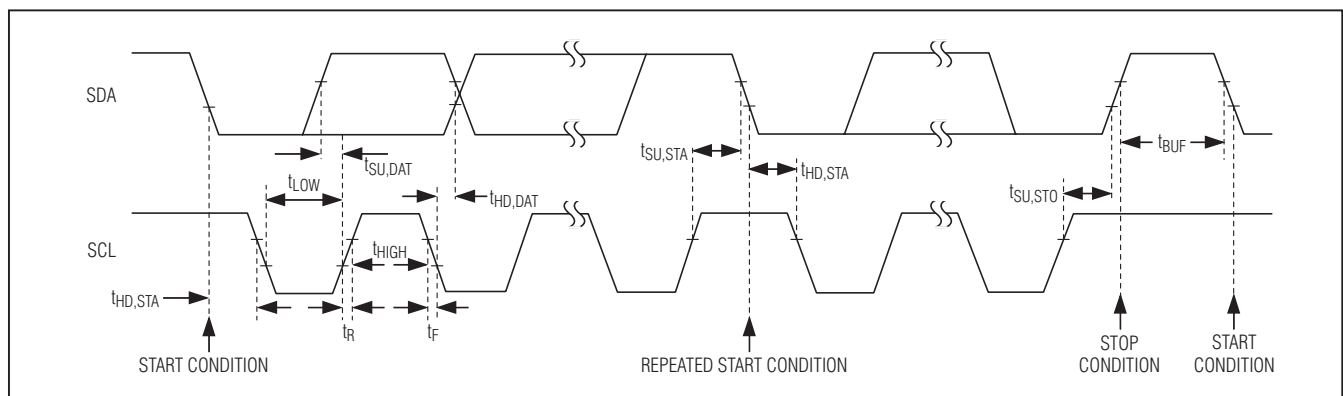 SDA
tSU,DAT
tLOW
tHD,DAT
tSU,STA
tHD,STA
tBUF
tSU,STO
SCL
tHIGH
tHD,STA
tR
tF
START CONDITION
REPEATED START CONDITION
STOP
CONDITION
START
CONDITION